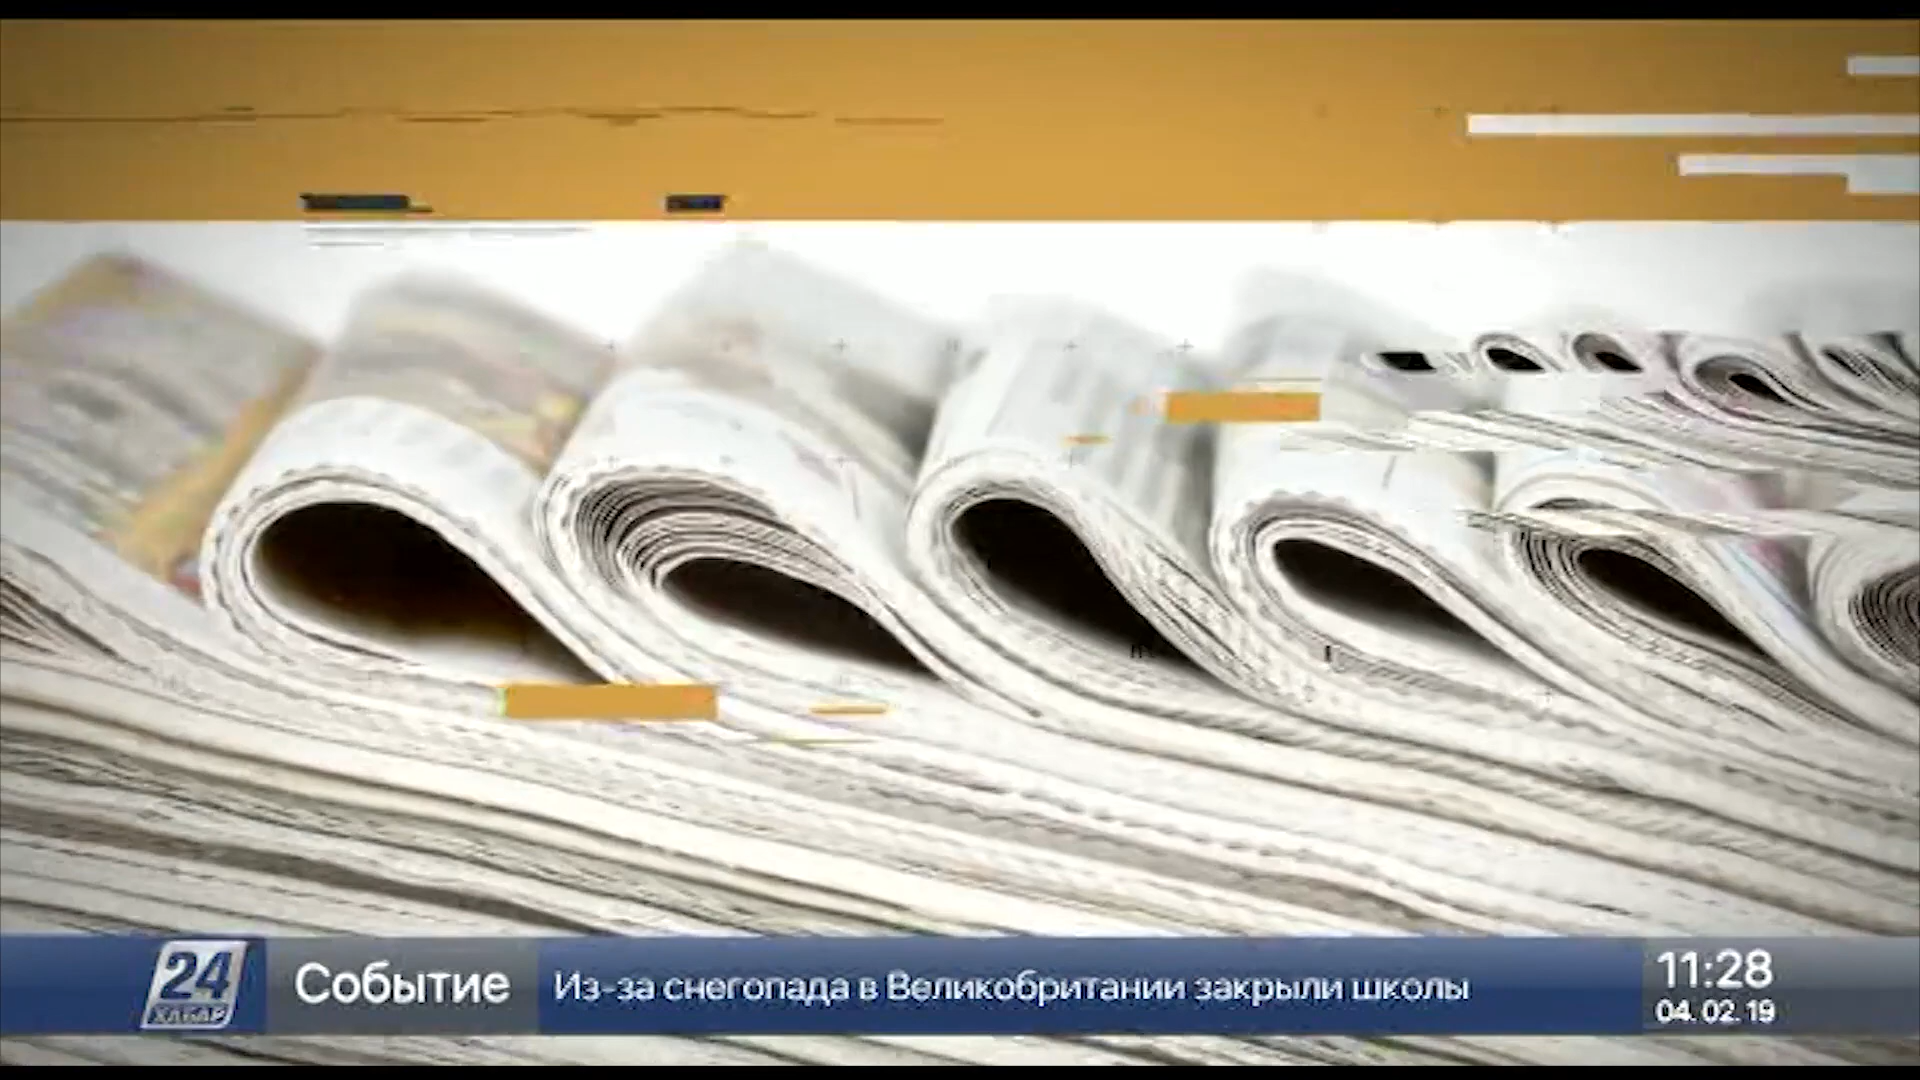 24
ХАБАР
Событие
Из-за снегопада в Великобритании закрыли школы
11:28
04. 02. 19